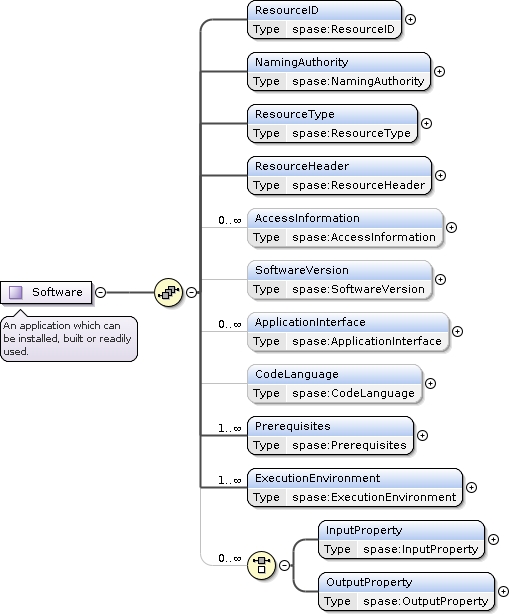 ResourceID
Type spase:ResourceID
NamingAuthority
Type spase:NamingAuthority
ResourceType
Type spase:ResourceType
ResourceHeader
Type spase:ResourceHeader
0..∞
AccessInformation
Type spase:AccessInformation
SoftwareVersion
Type spase:SoftwareVersion
Software
An application which can
be installed, built or readily
used.
0..∞
ApplicationInterface
Type spase:ApplicationInterface
CodeLanguage
Type spase:CodeLanguage
1..∞
Prerequisites
Type spase:Prerequisites
1..∞
ExecutionEnvironment
Type spase:ExecutionEnvironment
0..∞
InputProperty
Type spase:InputProperty
OutputProperty
Type spase:OutputProperty